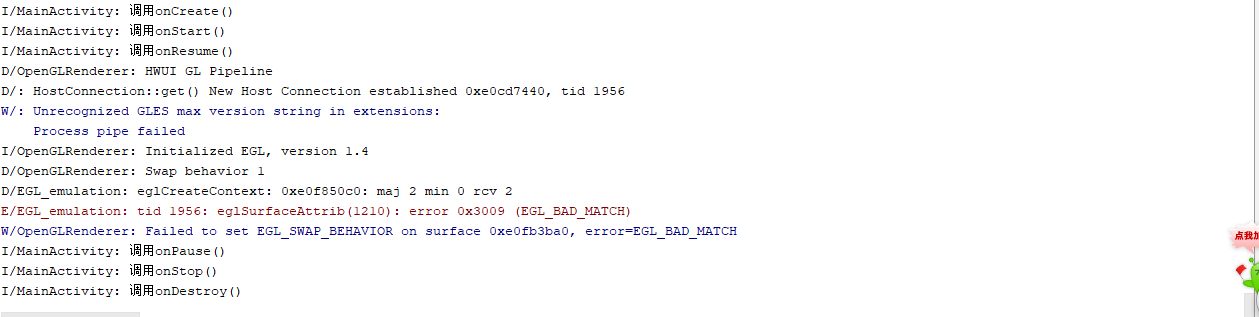 I/MainActivity: 调用onCreate()
I/MainActivity: 调用onStart()
I/MainActivity: 调用onResume()
D/OpenGLRenderer: HWUI GL Pipeline
D/: HostConnection::get() New Host Connection established 0xe0cd7440, tid 1956
W/: Unrecognized GLES max version string in extensions:
Process pipe failed
I/OpenGLRenderer: Initialized EGL, version 1.4
D/OpenGLRenderer: Swap behavior 1
D/EGL_emulation: eglCreateContext: 0xe0f850c0: maj 2 min 0 rcv 2
E/EGL_emulation: tid 1956: eglSurfaceAttrib(1210): error 0x3009 (EGL_BAD_MATCH)
W/OpenGLRenderer: Failed to set EGL_SWAP_BEHAVIOR on surface 0xe0fb3ba0, error=EGL_BAD_MATCH
点我加
I/MainActivity: 调用onPause()
I/MainActivity: 调用onStop()
I/MainActivity: 调用onDestroy()